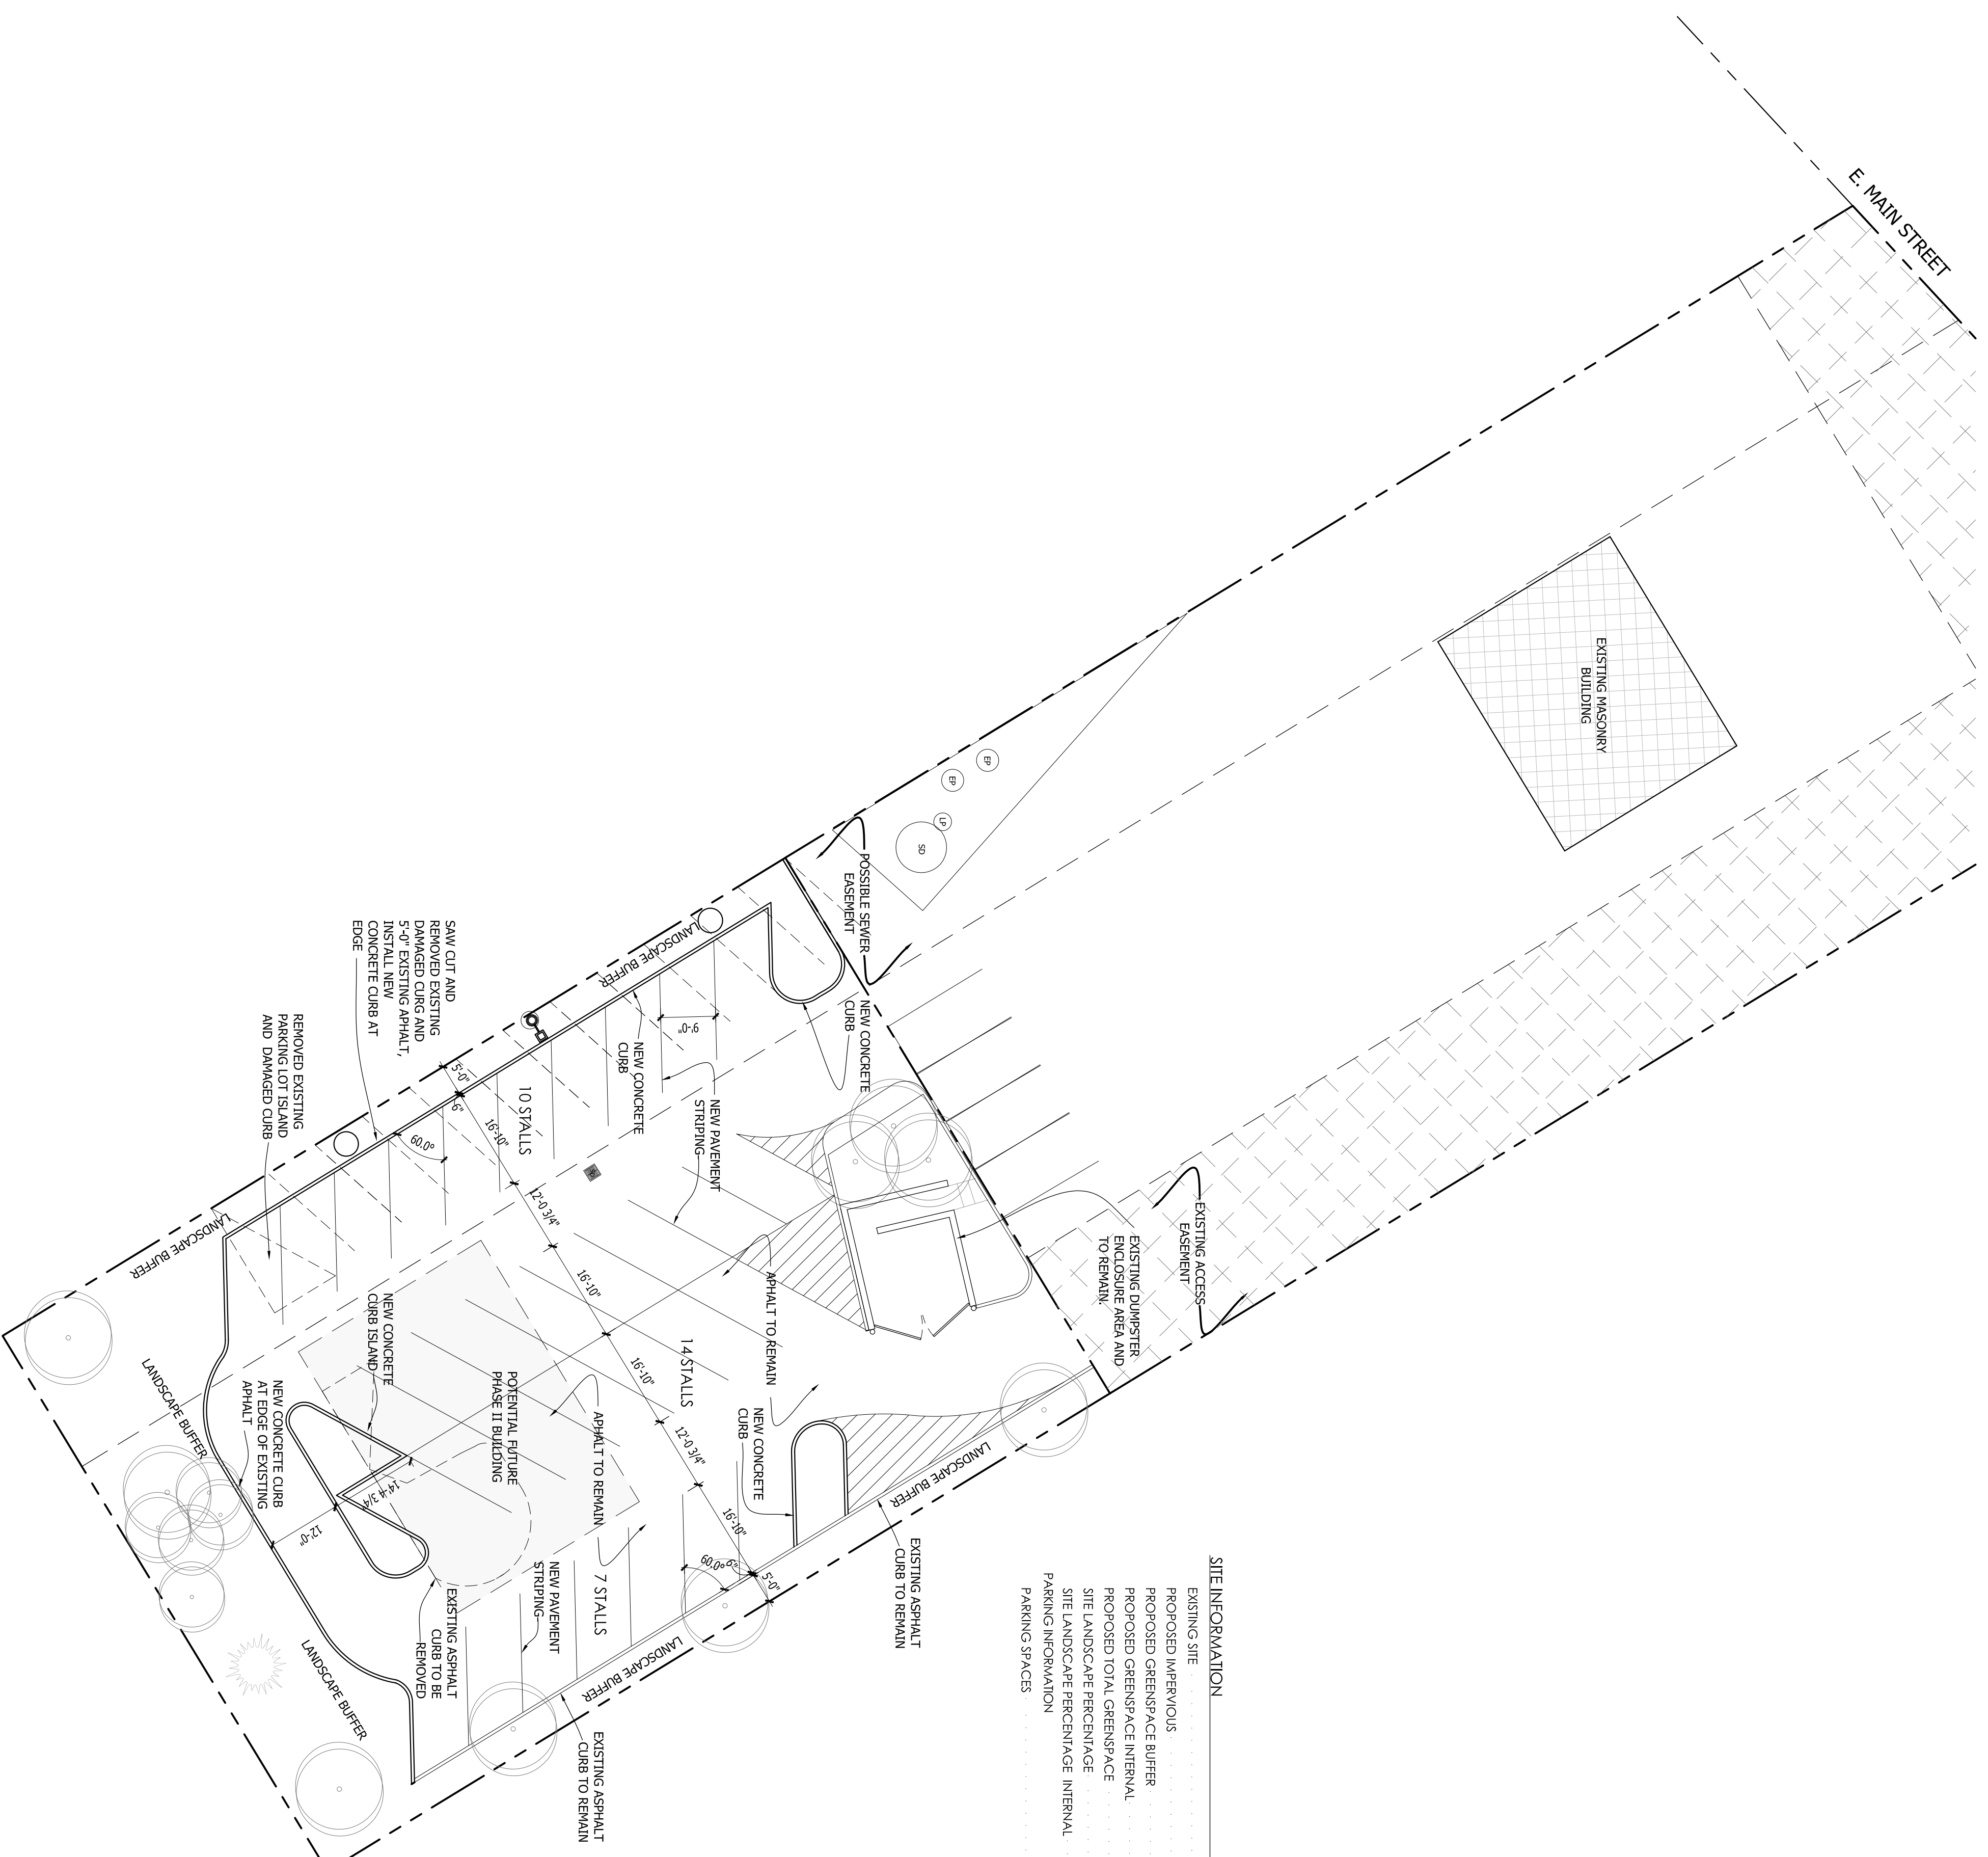 E. MAIN STREET
EXISTING MASONRY
BUILDING
EP
EP
LP
SD
POSSIBLE SEWER
EASEMENT
NEW CONCRETE
CURB
LANDSCAPE BUFFER
9'-0"
NEW CONCRETE
CURB
NEW PAVEMENT
STRIPING
SAW CUT AND
REMOVED EXISTING
DAMAGED CURG AND
5'-0" EXISTING APHALT,
INSTALL NEW
CONCRETE CURB AT
EDGE
REMOVED EXISTING
PARKING LOT ISLAND
AND DAMAGED CURB
5'-0"
6"
60.0°
16'-10"
10 STALLS
12'-0 3/4"
16'-10"
16'-10"
14 STALLS
12'-0 3/4"
16'-10"
60.0°
6"
5'-0"
APHALT TO REMAIN
EXISTING DUMPSTER
ENCLOSURE AREA AND
TO REMAIN.
EXISTING ACCESS
EASEMENT
NEW CONCRETE
CURB
LANDSCAPE BUFFER
EXISTING ASPHALT
CURB TO REMAIN
LANDSCAPE BUFFER
NEW CONCRETE
CURB ISLAND
POTENTIAL FUTURE
PHASE II BUILDING
APHALT TO REMAIN
7 STALLS
NEW PAVEMENT
STRIPING
LANDSCAPE BUFFER
NEW CONCRETE CURB
AT EDGE OF EXISTING
APHALT
14'-4 3/4"
12'-0"
EXISTING ASPHALT
CURB TO BE
REMOVED
LANDSCAPE BUFFER
LANDSCAPE BUFFER
EXISTING ASPHALT
CURB TO REMAIN
SITE INFORMATION
EXISTING SITE
PROPOSED IMPERVIOUS
PROPOSED GREENSPACE BUFFER
PROPOSED GREENSPACE INTERNAL
PROPOSED TOTAL GREENSPACE
SITE LANDSCAPE PERCENTAGE
SITE LANDSCAPE PERCENTAGE INTERNAL
PARKING INFORMATION
PARKING SPACES